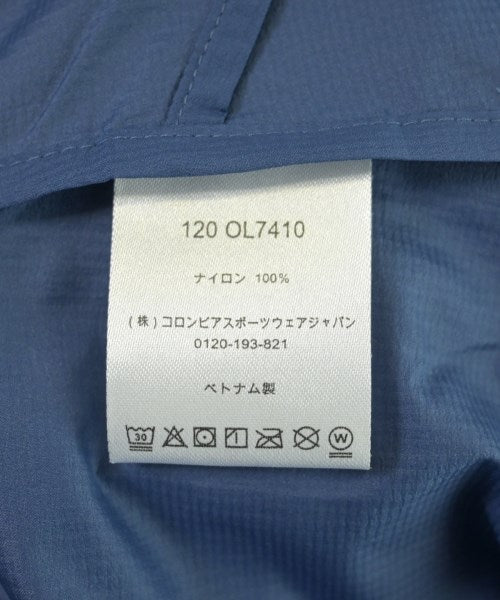 120 OL7410
ナイロン 100%
(株)コロンビアスポーツウェアジャパン
0120-193-821
ベトナム製
30
W